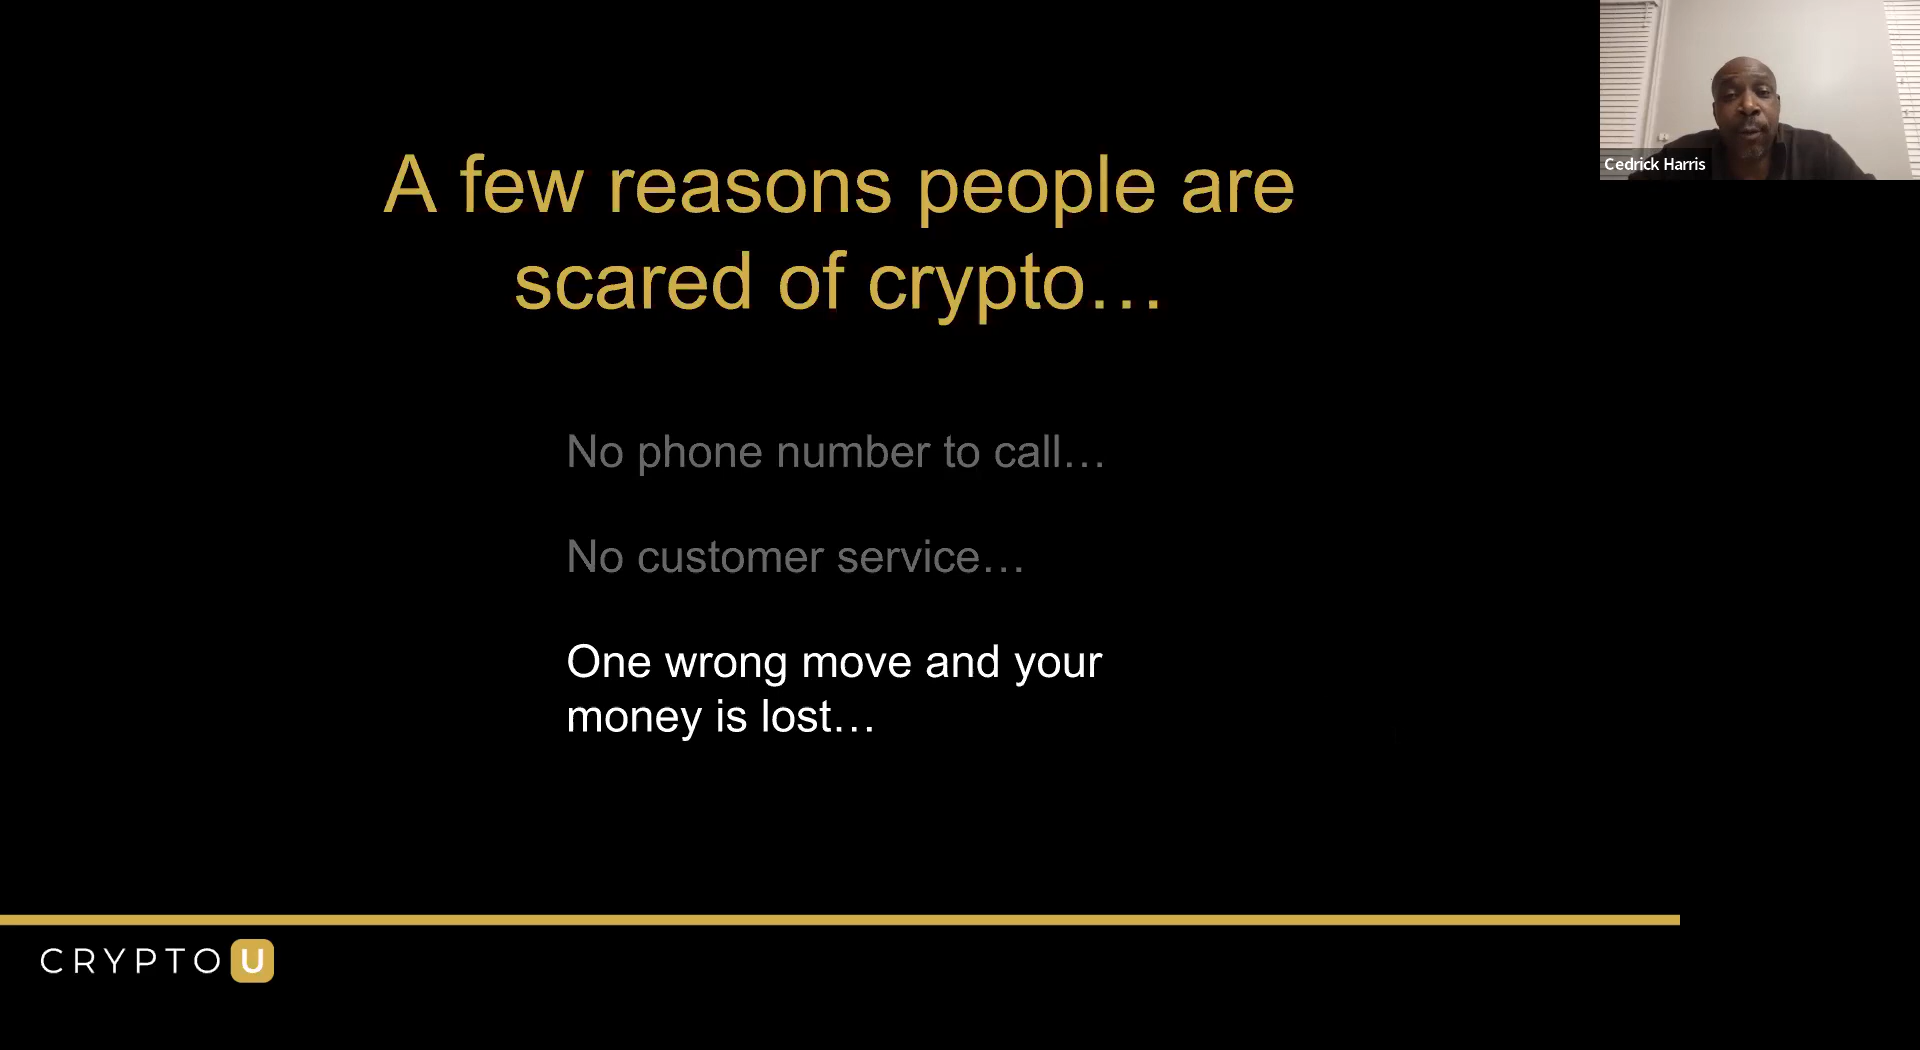 A few reasons people are
scared of crypto…
No phone number to call…
No customer service…
One wrong move and your
money is lost…
CRYPTO U
Cedrick Harris